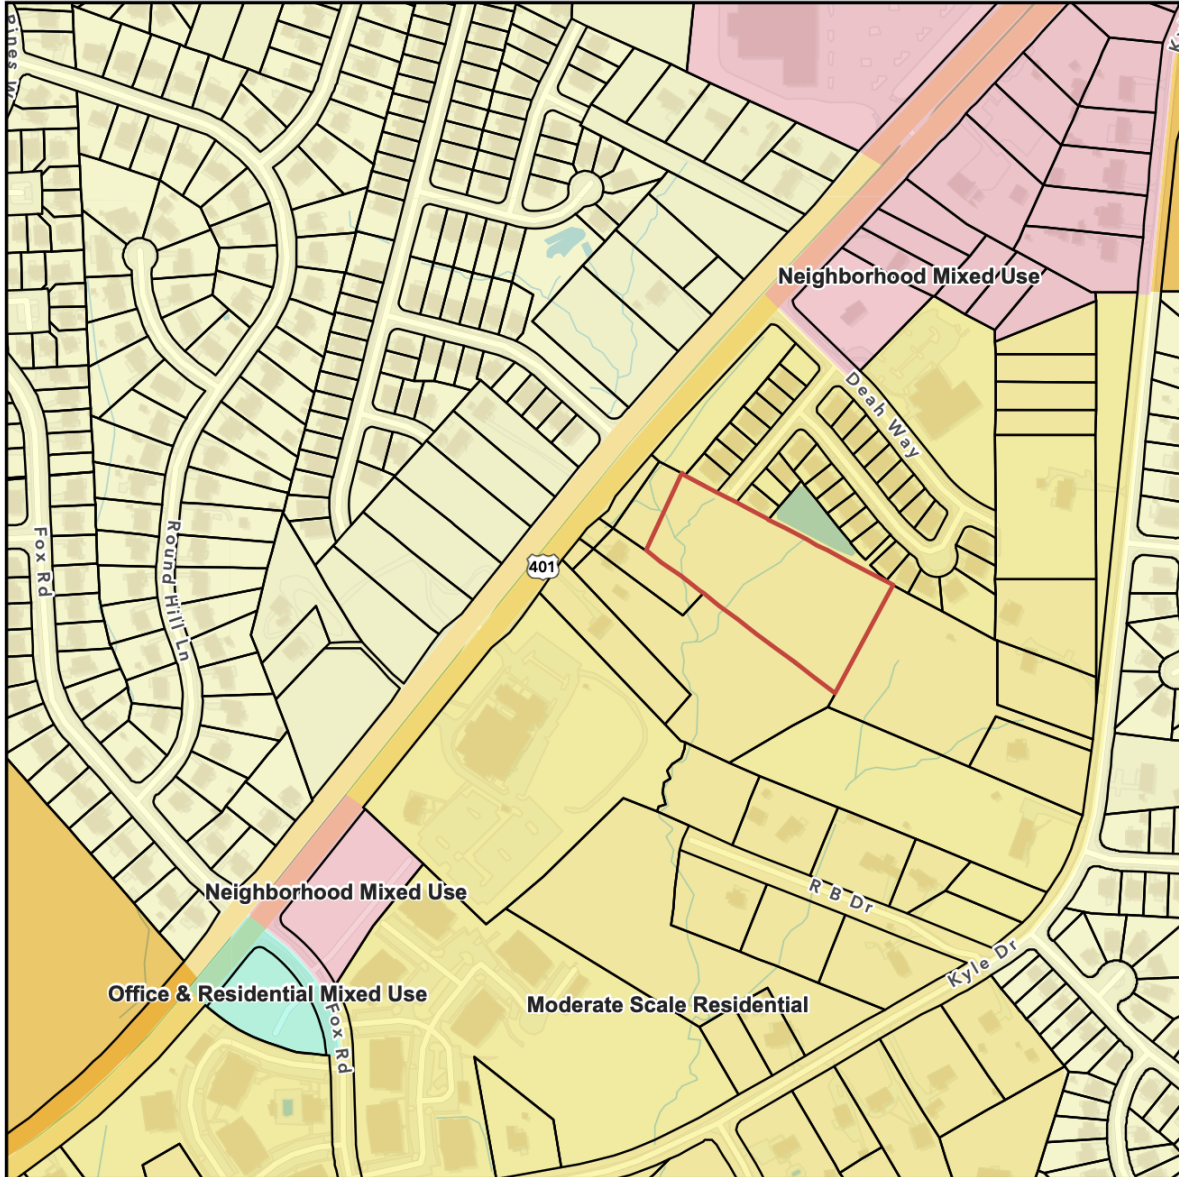 Pines W
Neighborhood Mixed Use
Deah Way
Fox Rd
Round Hill Ln
401
Neighborhood Mixed Use
R B Dr
Kyle Dr
Office & Residential Mixed Use
Moderate Scale Residential
Fox Rd